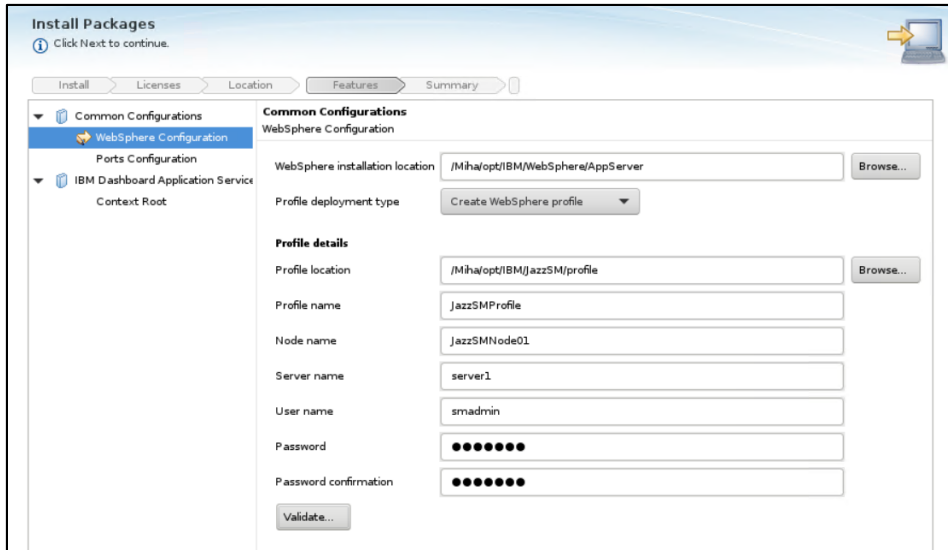 Install Packages
Click Next to continue.
Install
Licenses
Location
Features
Summary
Common Configurations
WebSphere Configuration
Ports Configuration
IBM Dashboard Application Service
Context Root
Common Configurations
WebSphere Configuration
WebSphere installation location /Miha/opt/IBM/WebSphere/AppServer Browse...
Profile deployment type Create WebSphere profile
Profile details
Profile location /Miha/opt/IBM/JazzSM/profile Browse...
Profile name JazzSMProfile
Node name JazzSMNode01
Server name server1
User name smadmin
Password ●●●●●●●
Password confirmation ●●●●●●●
Validate...